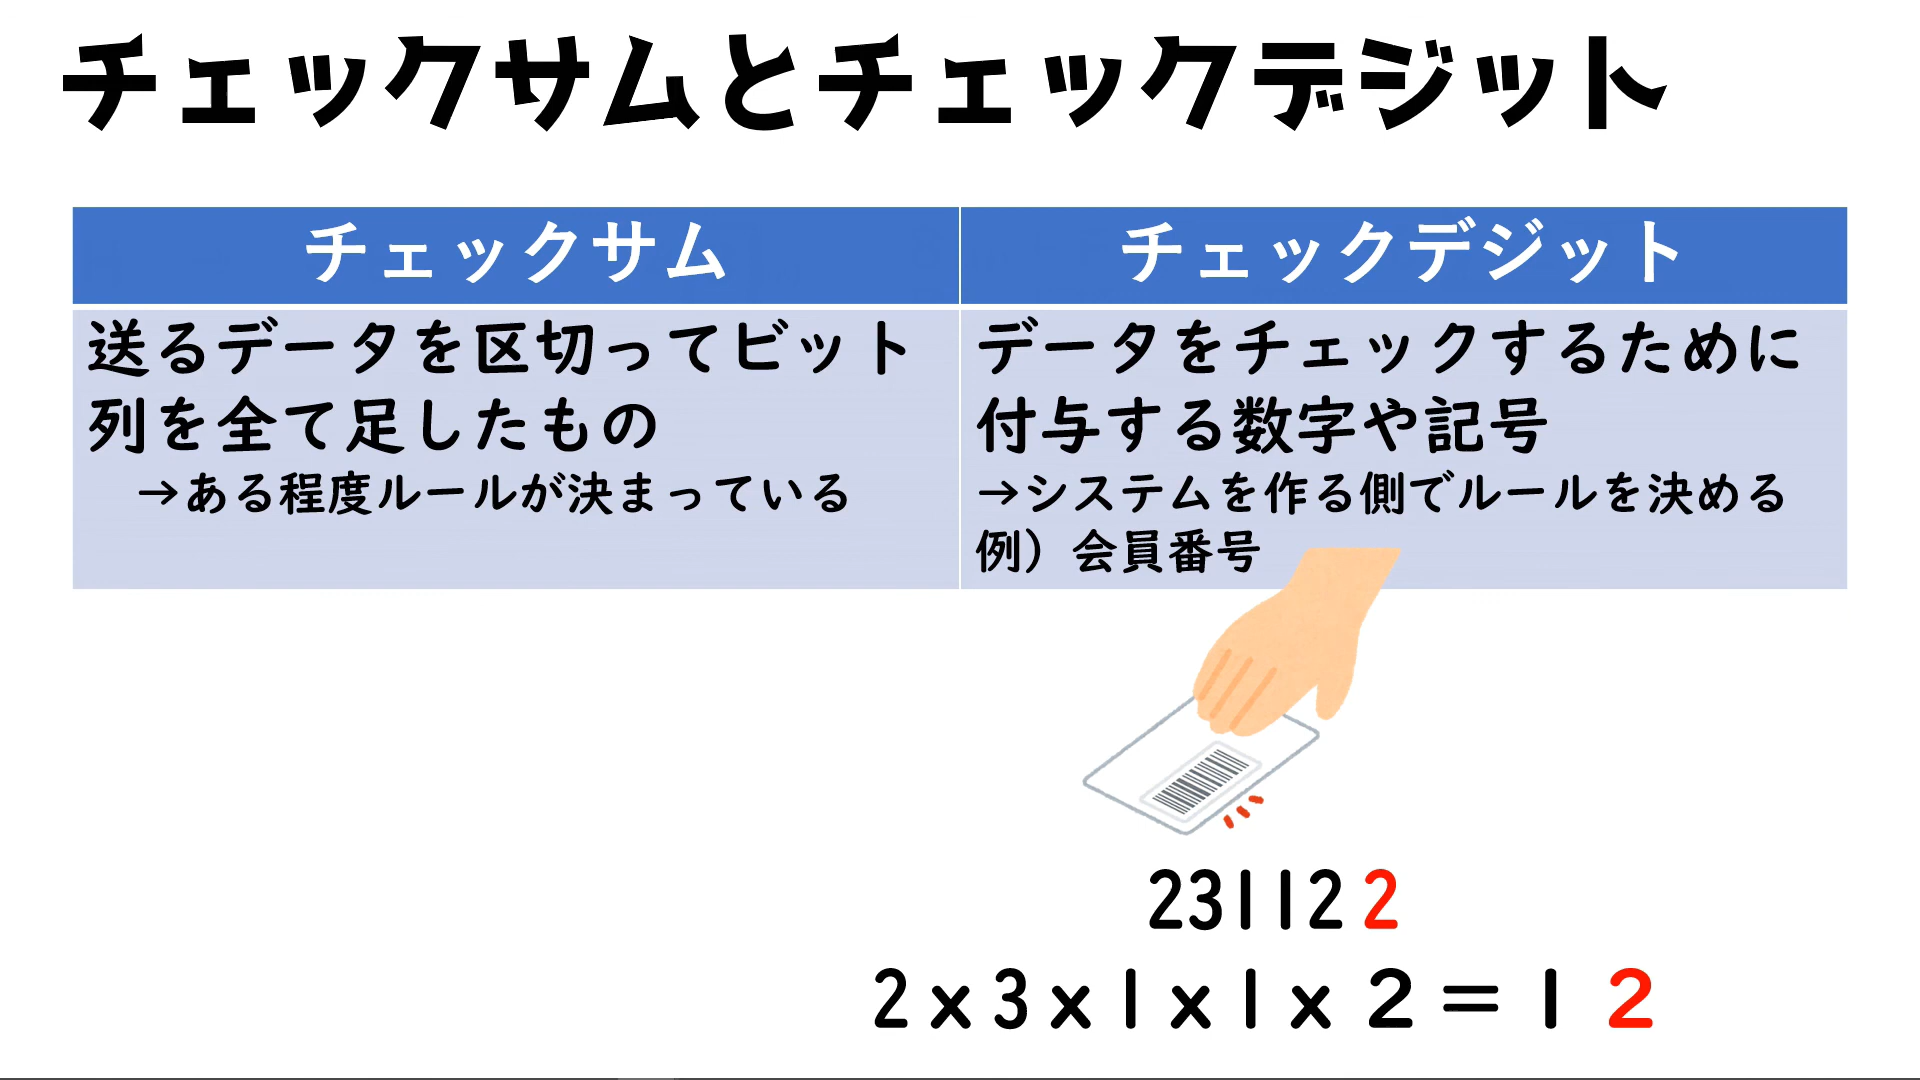 チェックサムとチェックデジット
チェックサム
チェックデジット
送るデータを区切ってビット
列を全て足したもの
→ある程度ルールが決まっている
データをチェックするために
付与する数字や記号
→システムを作る側でルールを決める
例）会員番号
23112 2
2 x 3 x 1 x 1 x 2 = 1 2